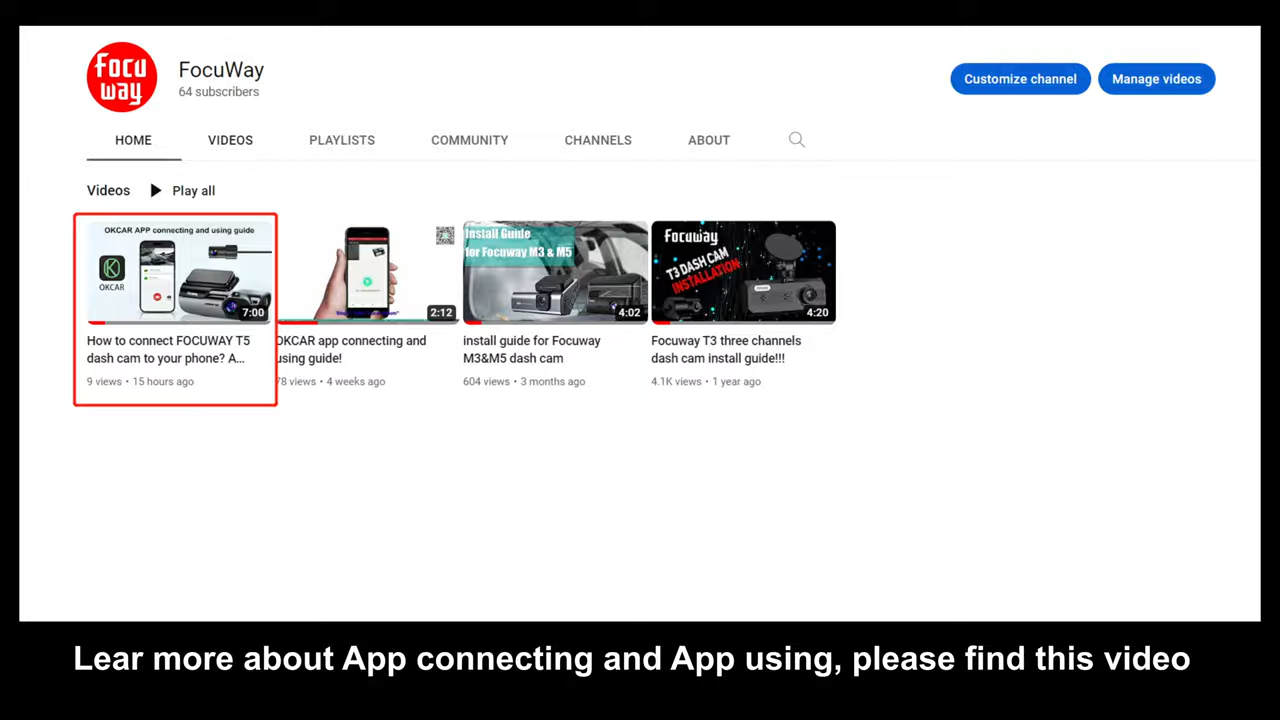 Focu
way
FocuWay
64 subscribers
Customize channel
Manage videos
HOME
VIDEOS
PLAYLISTS
COMMUNITY
CHANNELS
ABOUT
Videos
Play all
OKCAR APP connecting and using guide
OKCAR
7:00
2:12
Install Guide
for Focuway M3 & M5
4:02
Focuway
T3 DASH CAM
INSTALLATION
4:20
How to connect FOCUWAY T5
dash cam to your phone? A...
9 views • 15 hours ago
OKCAR app connecting and
using guide!
78 views • 4 weeks ago
install guide for Focuway
M3&M5 dash cam
604 views • 3 months ago
Focuway T3 three channels
dash cam install guide!!!
4.1K views • 1 year ago
Lear more about App connecting and App using, please find this video